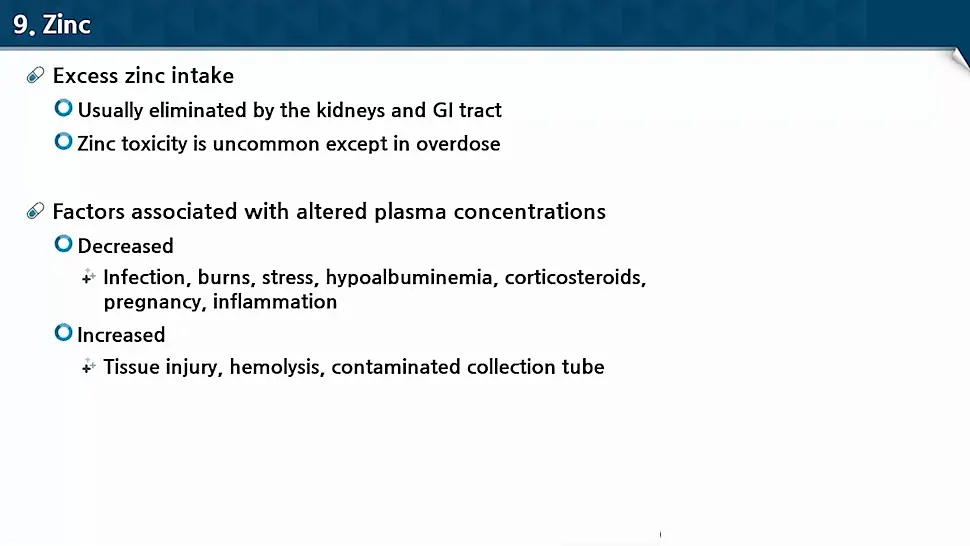 9. Zinc
Excess zinc intake
Usually eliminated by the kidneys and GI tract
Zinc toxicity is uncommon except in overdose
Factors associated with altered plasma concentrations
Decreased
Infection, burns, stress, hypoalbuminemia, corticosteroids,
pregnancy, inflammation
Increased
Tissue injury, hemolysis, contaminated collection tube